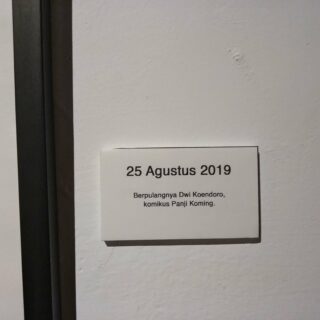 25 Agustus 2019
Berpulangnya Dwi Koendoro,
komikus Panji Koming.